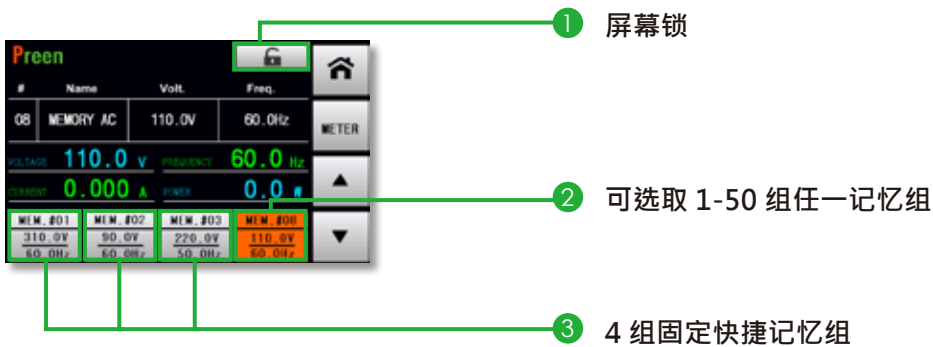 1 屏幕锁
Preen
# Name Volt. Freq.
08 MEMORY AC 110.0V 60.0Hz
METER
VOLTAGE 110.0 V FREQUENCY 60.0 Hz
CURRENT 0.000 A POWER 0.0 W
2 可选取 1-50 组任一记忆组
MEM.#01 MEM.#02 MEM.#03 MEM.#08
310.0V 90.0V 220.0V 110.0V
60.0Hz 60.0Hz 50.0Hz 60.0Hz
3 4 组固定快捷记忆组